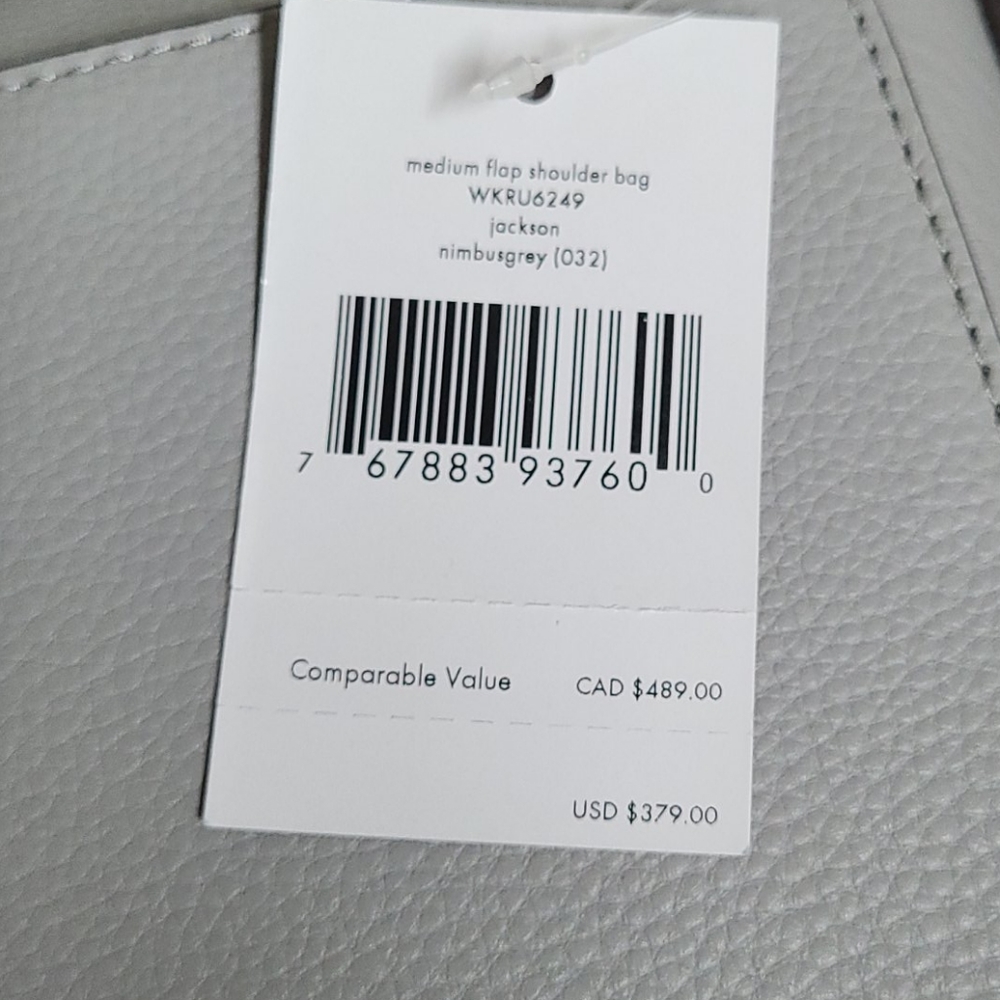 medium flap shoulder bag
WKRU6249
jackson
nimbusgrey (032)
7 67883 93760 0
Comparable Value CAD $489.00
USD $379.00